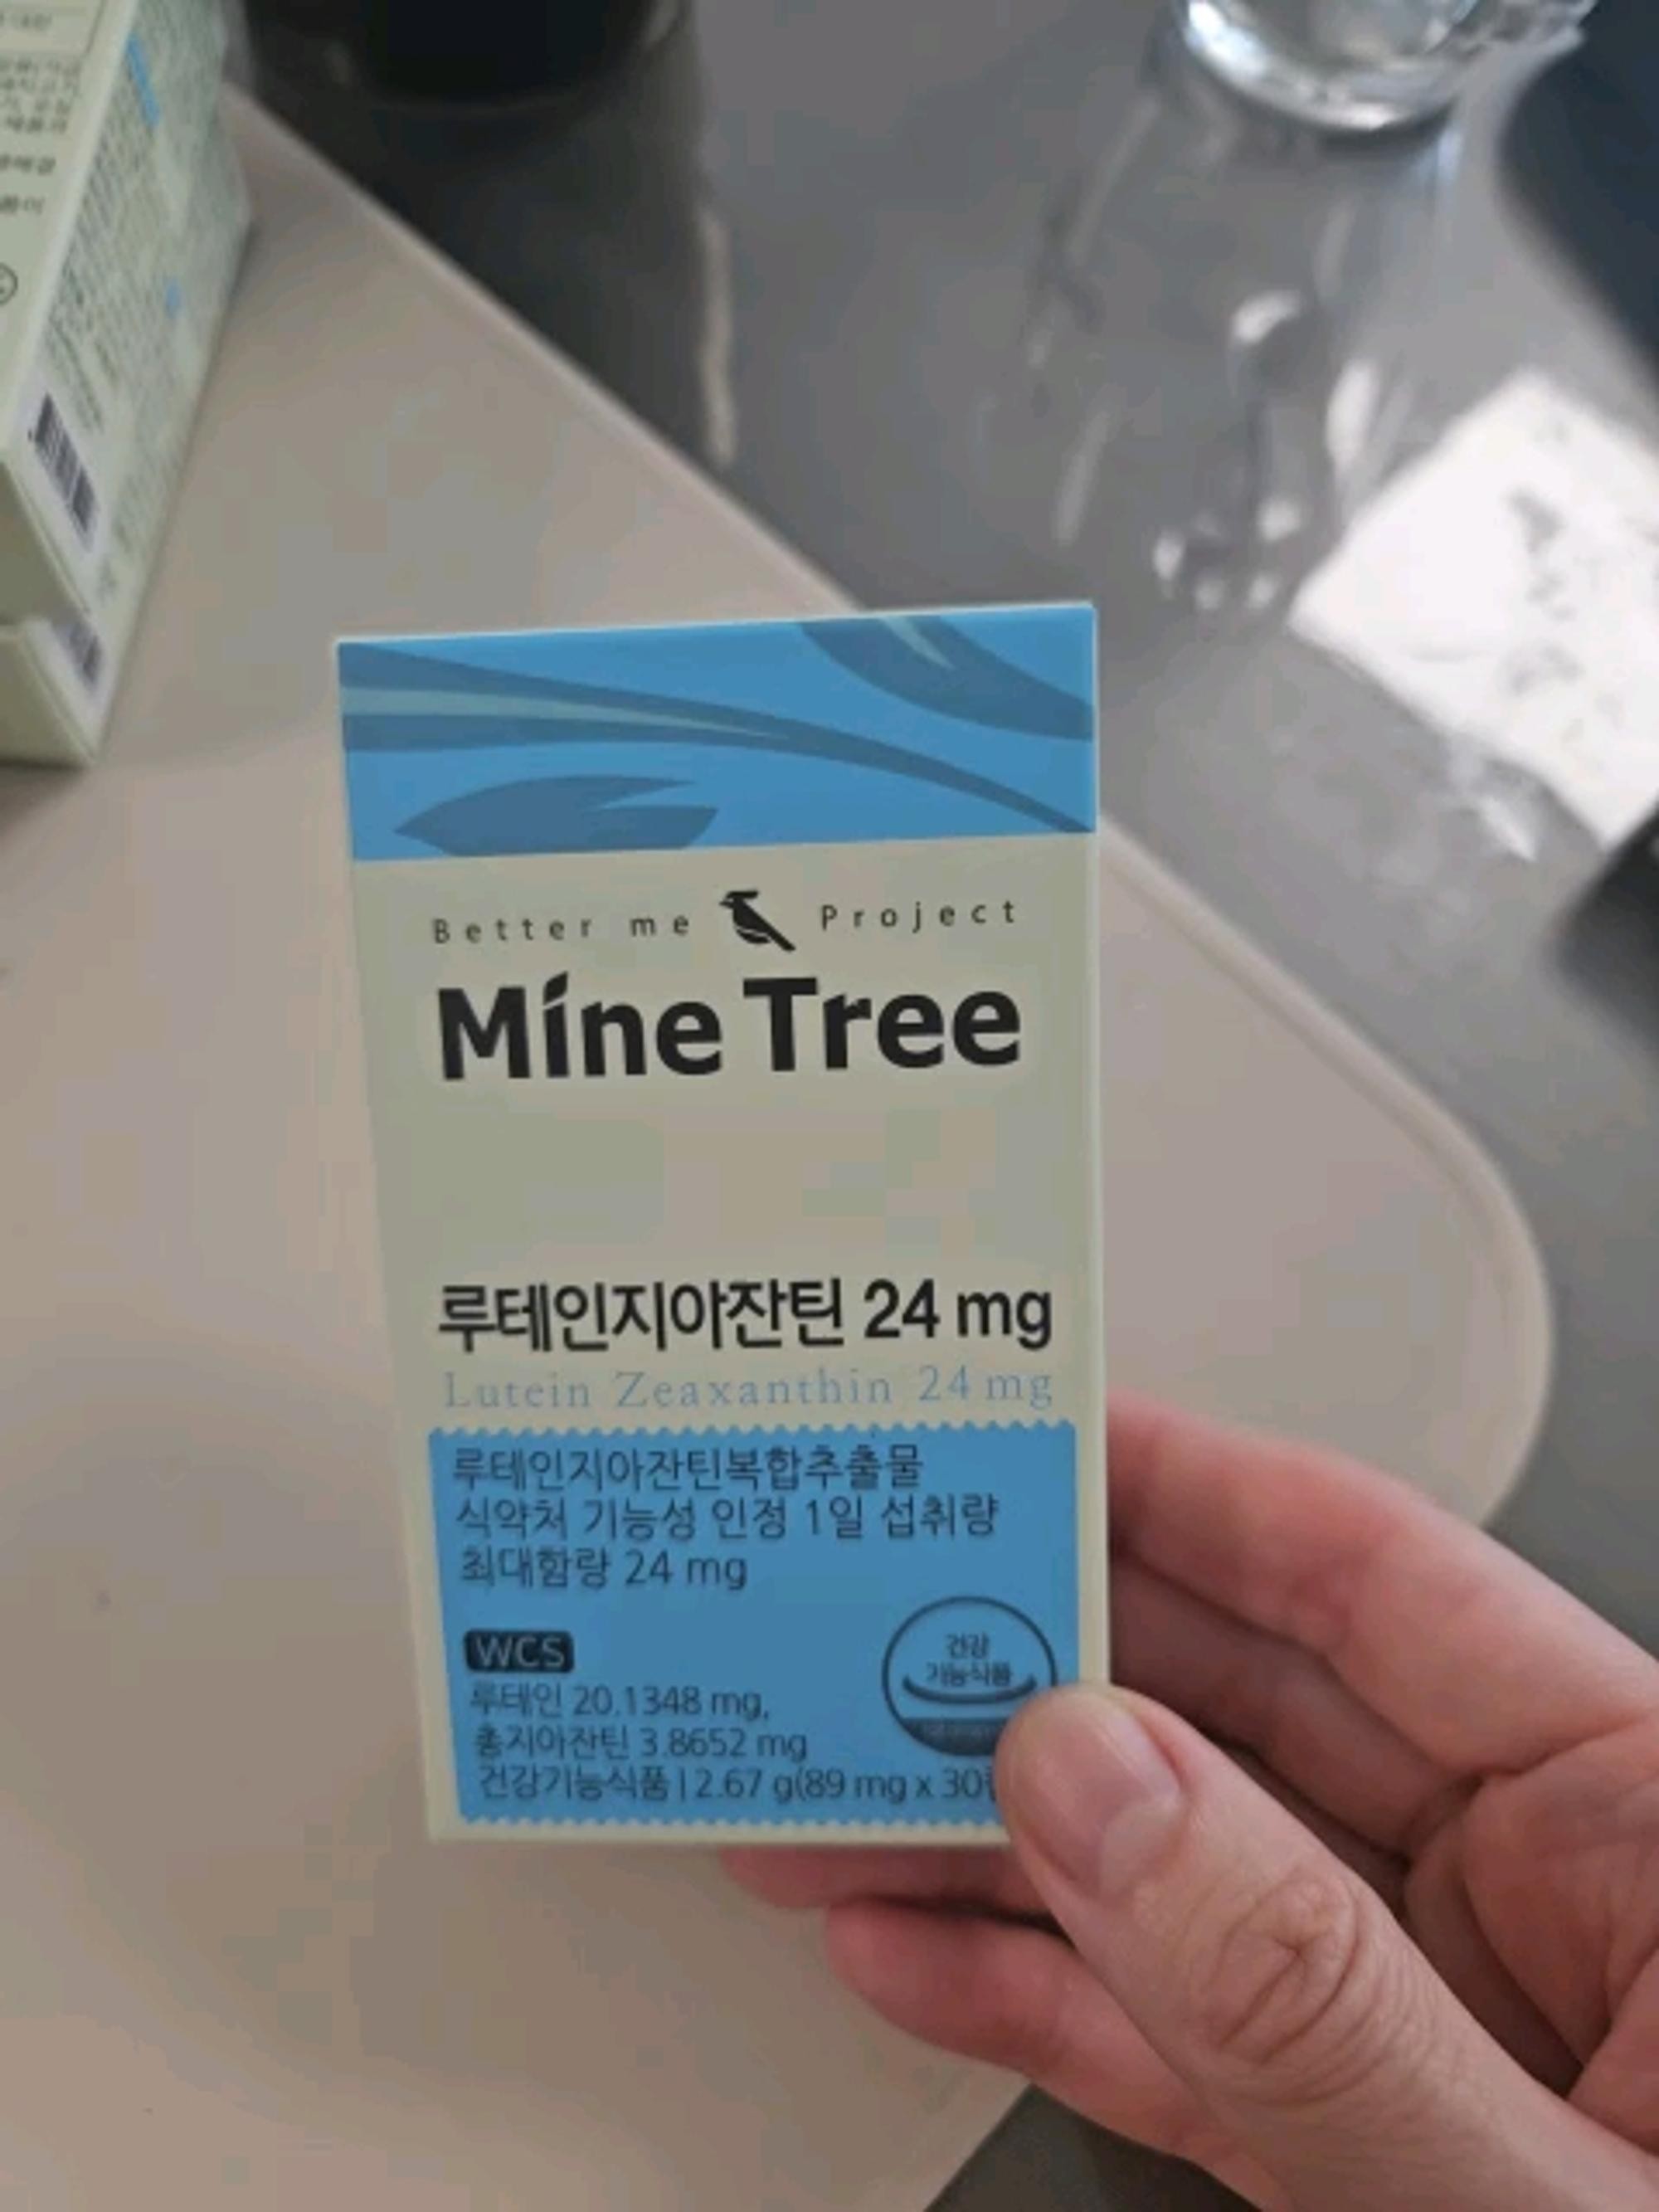 Better me Project
Mine Tree
루테인지아잔틴 24 mg
Lutein Zeaxanthin 24 mg
루테인지아잔틴복합추출물
식약처 기능성 인정 1일 섭취량
최대함량 24 mg
WCS
루테인 20.1348 mg,
총지아잔틴 3.8652 mg
건강기능식품 | 2.67 g(89 mg x 30
건강
기능식품